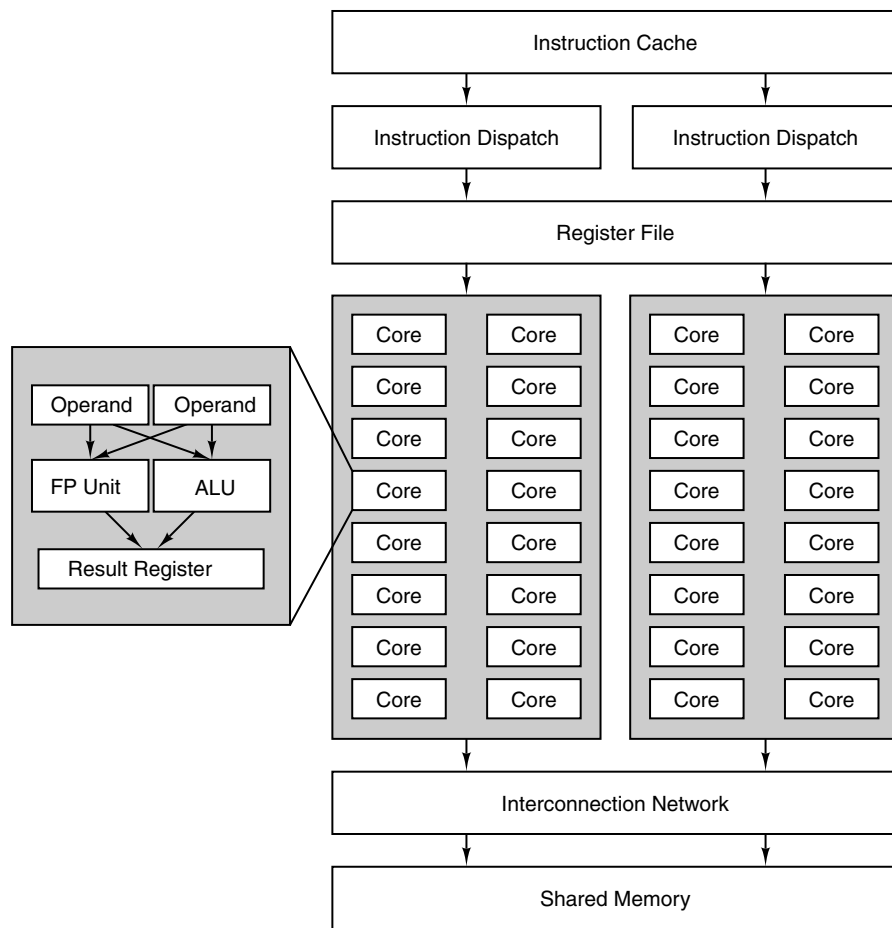 Instruction Cache
Instruction Dispatch Instruction Dispatch
Register File
Core Core Core Core
Core Core Core Core
Operand Operand Core Core Core Core
FP Unit ALU Core Core Core Core
Result Register Core Core Core Core
Core Core Core Core
Core Core Core Core
Core Core Core Core
Interconnection Network
Shared Memory